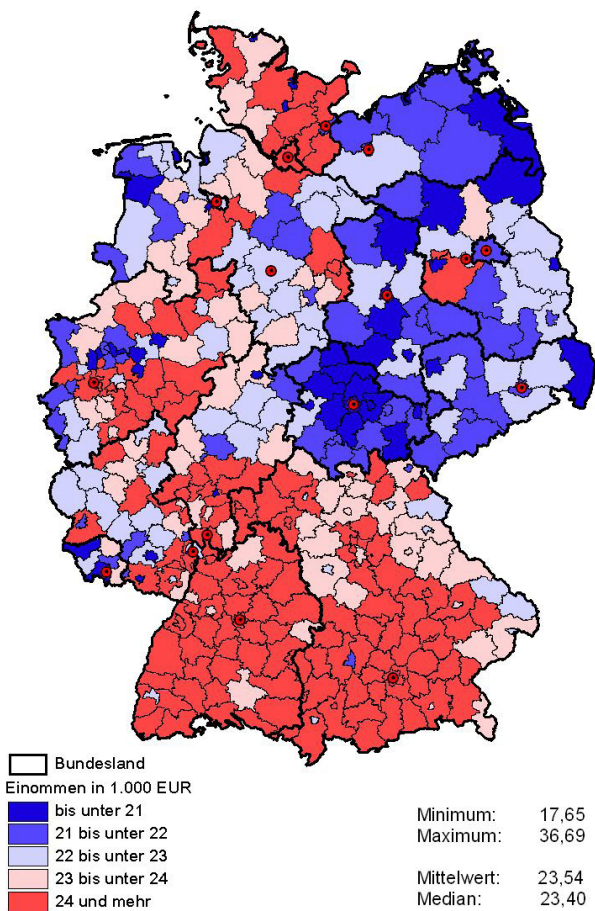 Bundesland
Einommen in 1.000 EUR
bis unter 21
21 bis unter 22
22 bis unter 23
23 bis unter 24
24 und mehr
Minimum: 17,65
Maximum: 36,69
Mittelwert: 23,54
Median: 23,40